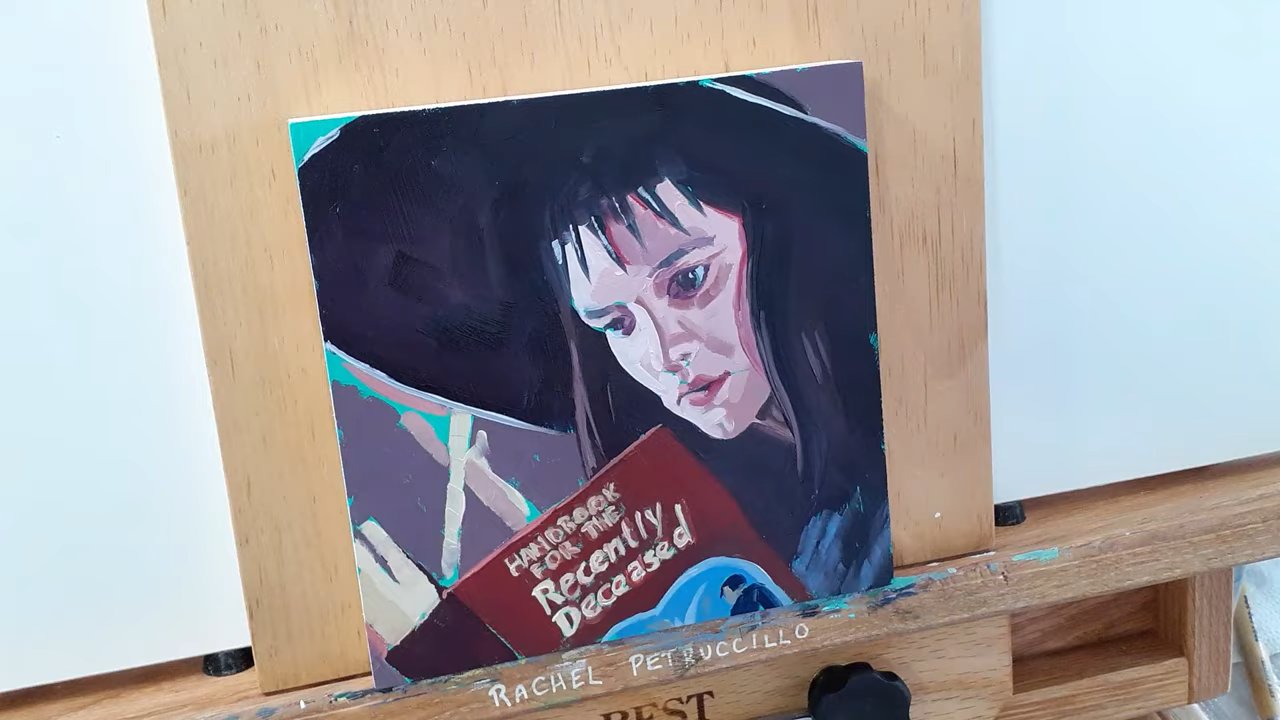 HANDBOOK
FOR THE
Recently
Deceased
RACHEL PETRUCCILLO
BEST